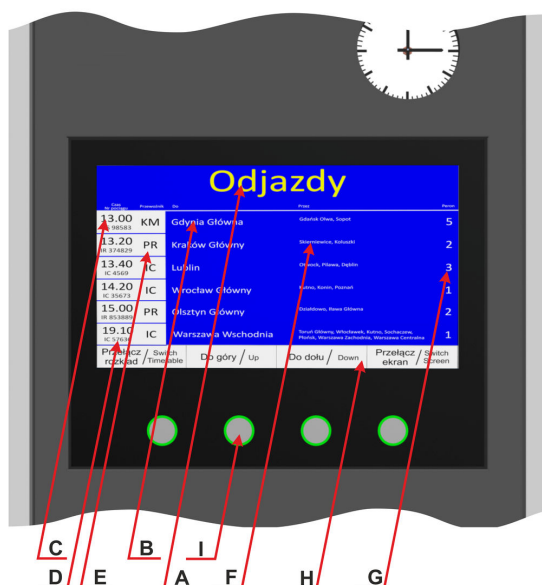 Odjazdy
Czas Nr pociągu Przewoźnik Do Przez Peron
13.00 KM Gdynia Główna Gdańsk Oliwa, Sopot 5
98583
13.20 PR Kraków Główny Skierniewice, Koluszki 2
IR 374829
13.40 IC Lublin Otwock, Pilawa, Dęblin 3
IC 4569
14.20 IC Wrocław Główny Kutno, Konin, Poznań 1
IC 35673
15.00 PR Olsztyn Główny Działdowo, Iława Główna 2
IR 853889
19.10 IC Warszawa Wschodnia Toruń Główny, Włocławek, Kutno, Sochaczew, 1
IC 57636 Płońsk, Warszawa Zachodnia, Warszawa Centralna
Przełącz rozkład / Switch Timetable Do góry / Up Do dołu / Down Przełącz ekran / Switch Screen
C B I
D E A F H G